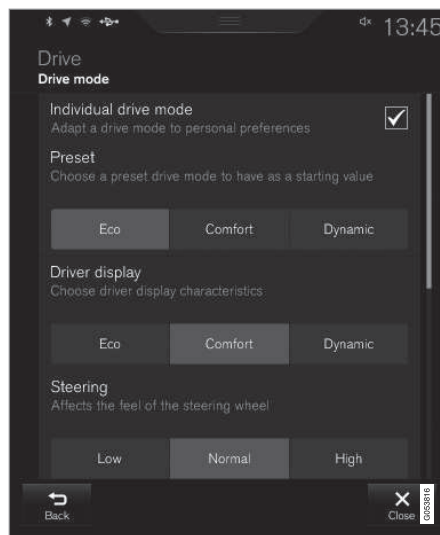 13:45
Drive
Drive mode
Individual drive mode
Adapt a drive mode to personal preferences
Preset
Choose a preset drive mode to have as a starting value
Eco Comfort Dynamic
Driver display
Choose driver display characteristics
Eco Comfort Dynamic
Steering
Affects the feel of the steering wheel
Low Normal High
Back Close
G053816